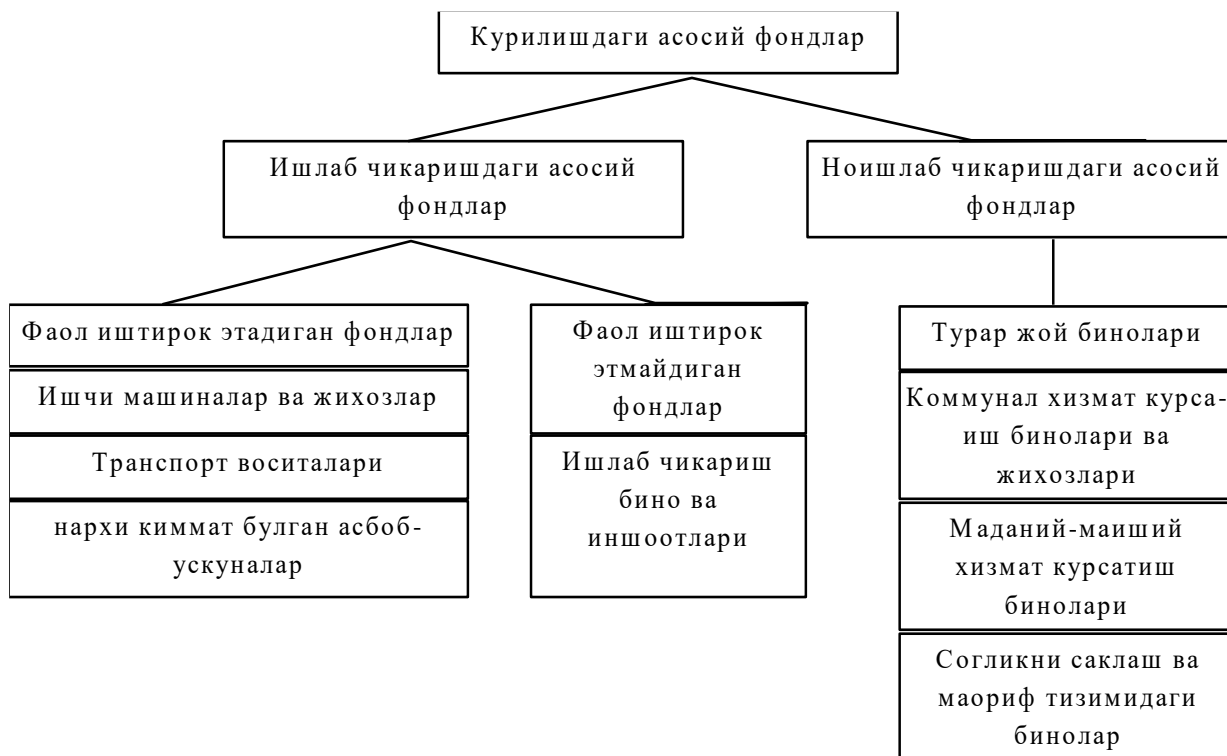 Курилишдаги асосий фондлар
Ишлаб чикаришдаги асосий
фондлар
Ноишлаб чикаришдаги асосий
фондлар
Фаол иштирок этадиган фондлар
Ишчи машиналар ва жихозлар
Транспорт воситалари
нархи киммат булган асбоб-
ускуналар
Фаол иштирок
этмайдиган
фондлар
Ишлаб чикариш
бино ва
иншоотлари
Турар жой бинолари
Коммунал хизмат курса-
иш бинолари ва
жихозлари
Маданий-маиший
хизмат курсатиш
бинолари
Согликни саклаш ва
маориф тизимидаги
бинолар